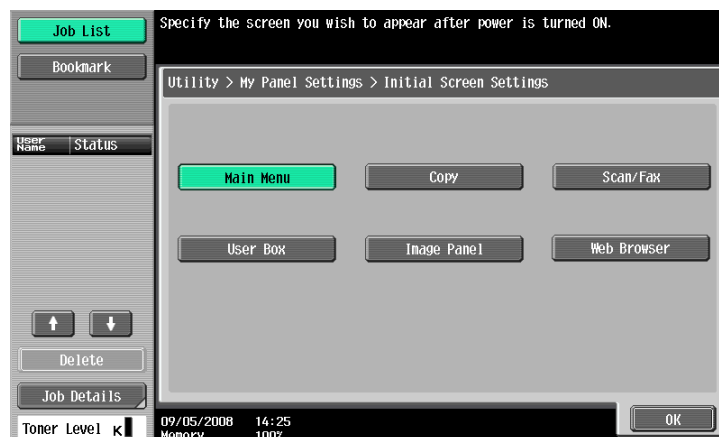 Job List
Bookmark
User Name Status
Delete
Job Details
Toner Level K
Specify the screen you wish to appear after power is turned ON.
Utility > My Panel Settings > Initial Screen Settings
Main Menu Copy Scan/Fax
User Box Image Panel Web Browser
09/05/2008 14:25
Memory 100%
OK